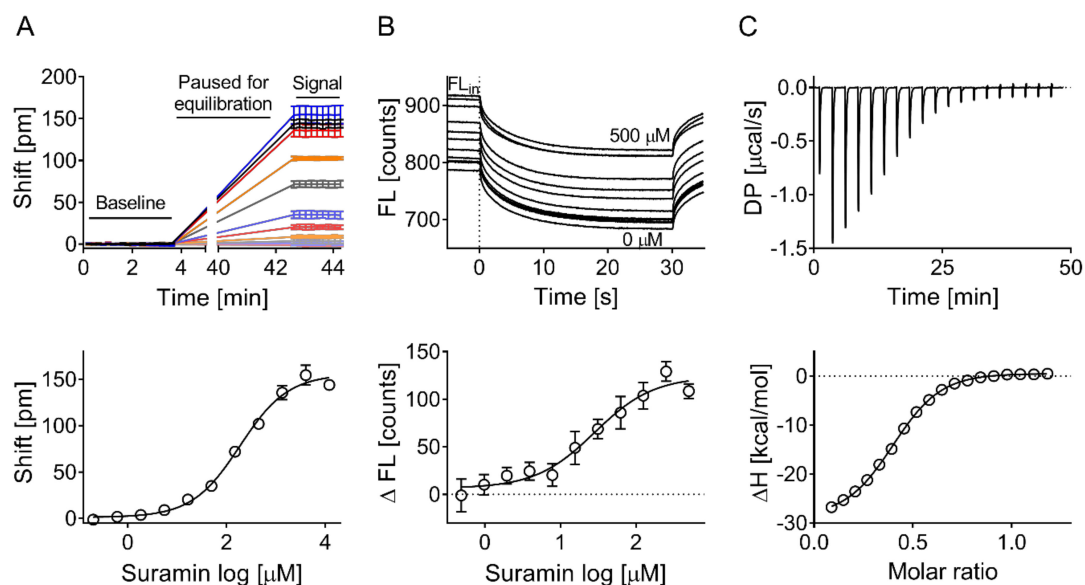 A
Shift [pm]
200
150
100
50
0
Baseline
Paused for
equilibration
Signal
0 2 4 40 42 44
Time [min]
B
FL [counts]
900
800
700
FLin
500 µM
0 µM
0 10 20 30
Time [s]
C
DP [µcal/s]
0.0
-0.5
-1.0
-1.5
0 25 50
Time [min]
Shift [pm]
150
100
50
0
0 2 4
Suramin log [µM]
Δ FL [counts]
150
100
50
0
0 1 2
Suramin log [µM]
ΔH [kcal/mol]
0
-10
-20
-30
0.0 0.5 1.0
Molar ratio